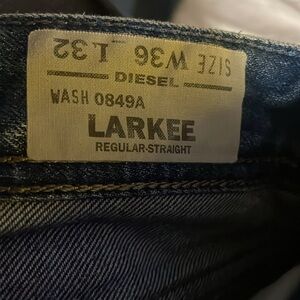 SIZE W36 L32
DIESEL
WASH 0849A
LARKEE
REGULAR-STRAIGHT